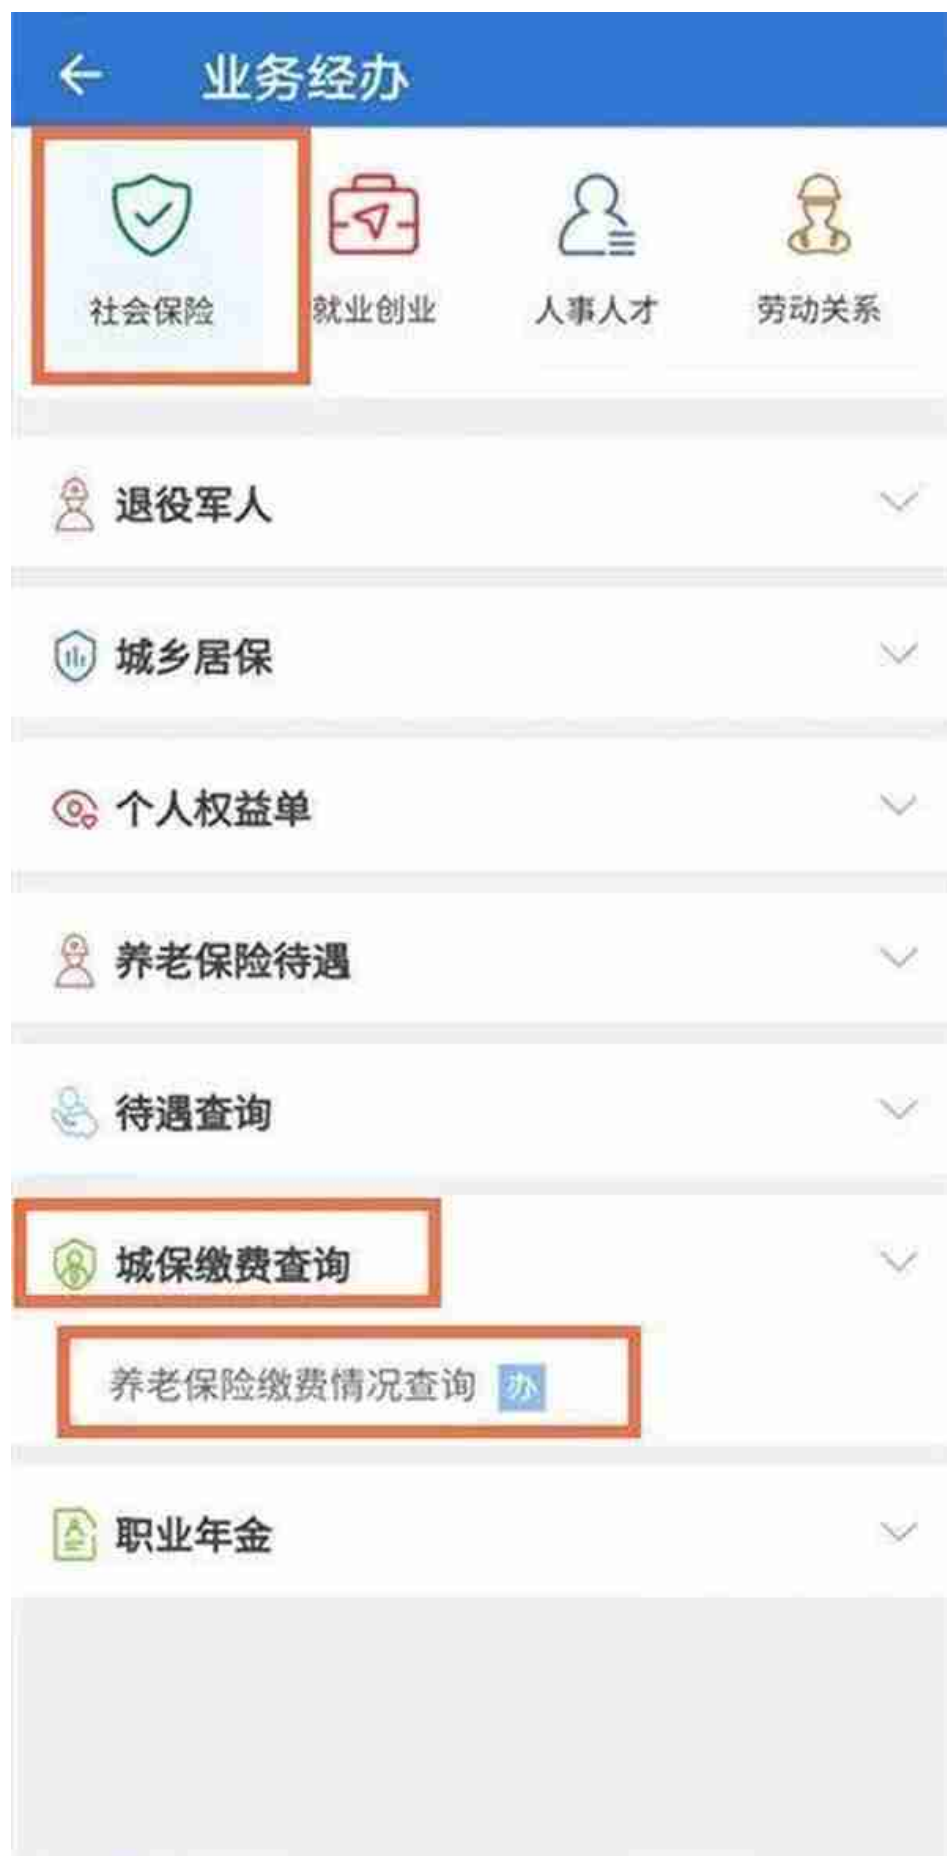 业务经办
社会保险 就业创业 人事人才 劳动关系
退役军人
城乡居保
个人权益单
养老保险待遇
待遇查询
城保缴费查询
养老保险缴费情况查询 办
职业年金